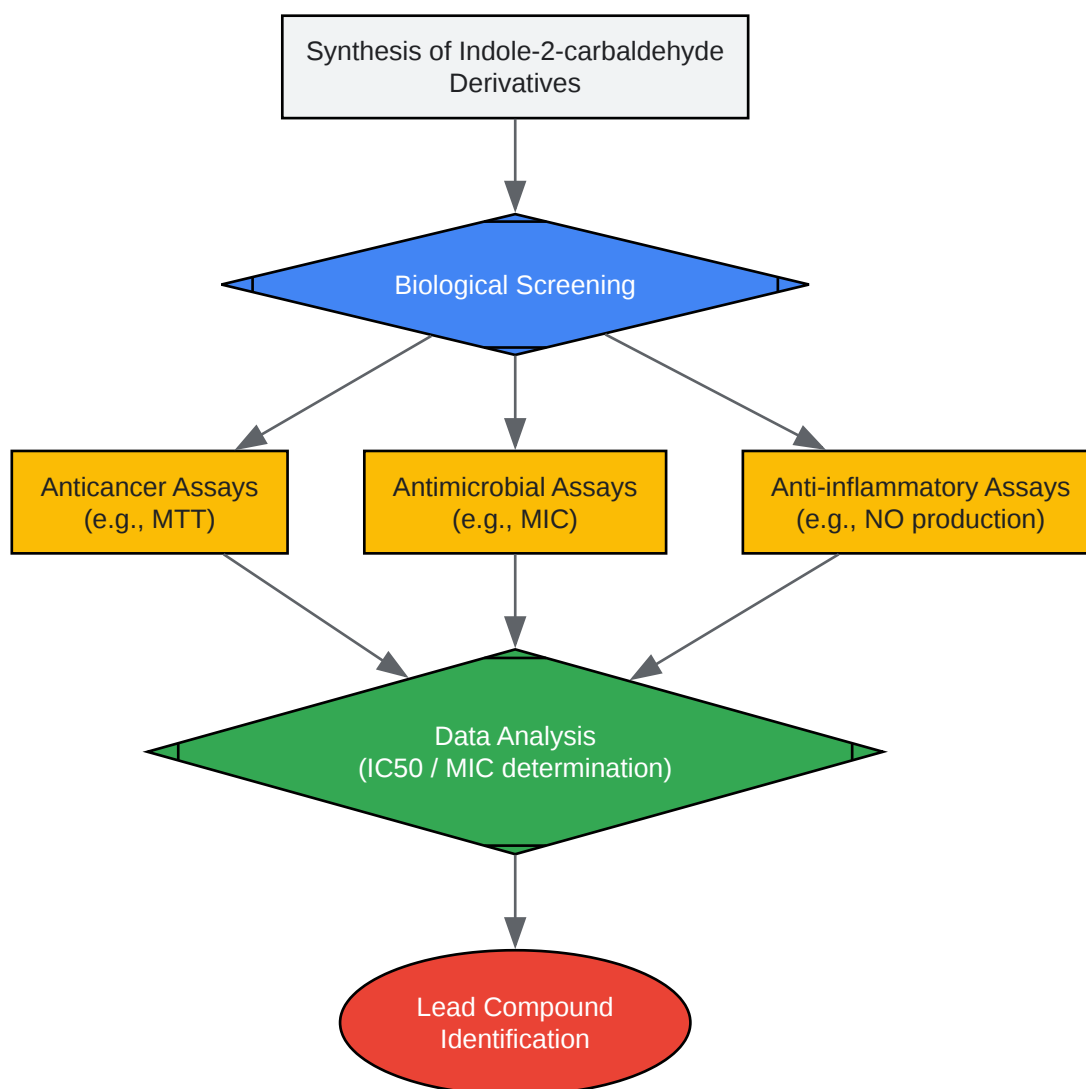 Synthesis of Indole-2-carbaldehyde
Derivatives
Biological Screening
Anticancer Assays
(e.g., MTT)
Antimicrobial Assays
(e.g., MIC)
Anti-inflammatory Assays
(e.g., NO production)
Data Analysis
(IC50 / MIC determination)
Lead Compound
Identification